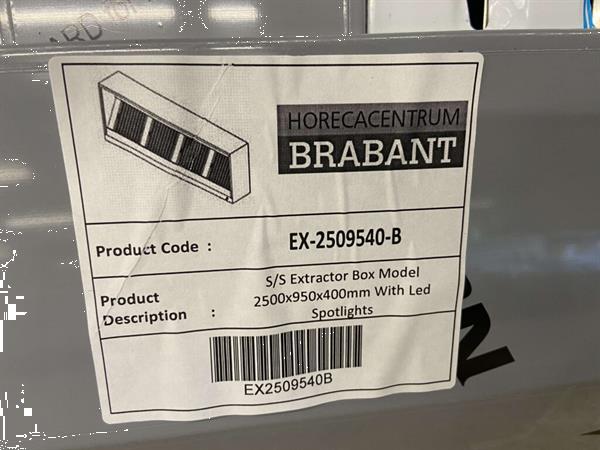 HORECACENTRUM
BRABANT
Product Code : EX-2509540-B
Product Description : S/S Extractor Box Model
2500x950x400mm With Led
Spotlights
EX2509540B